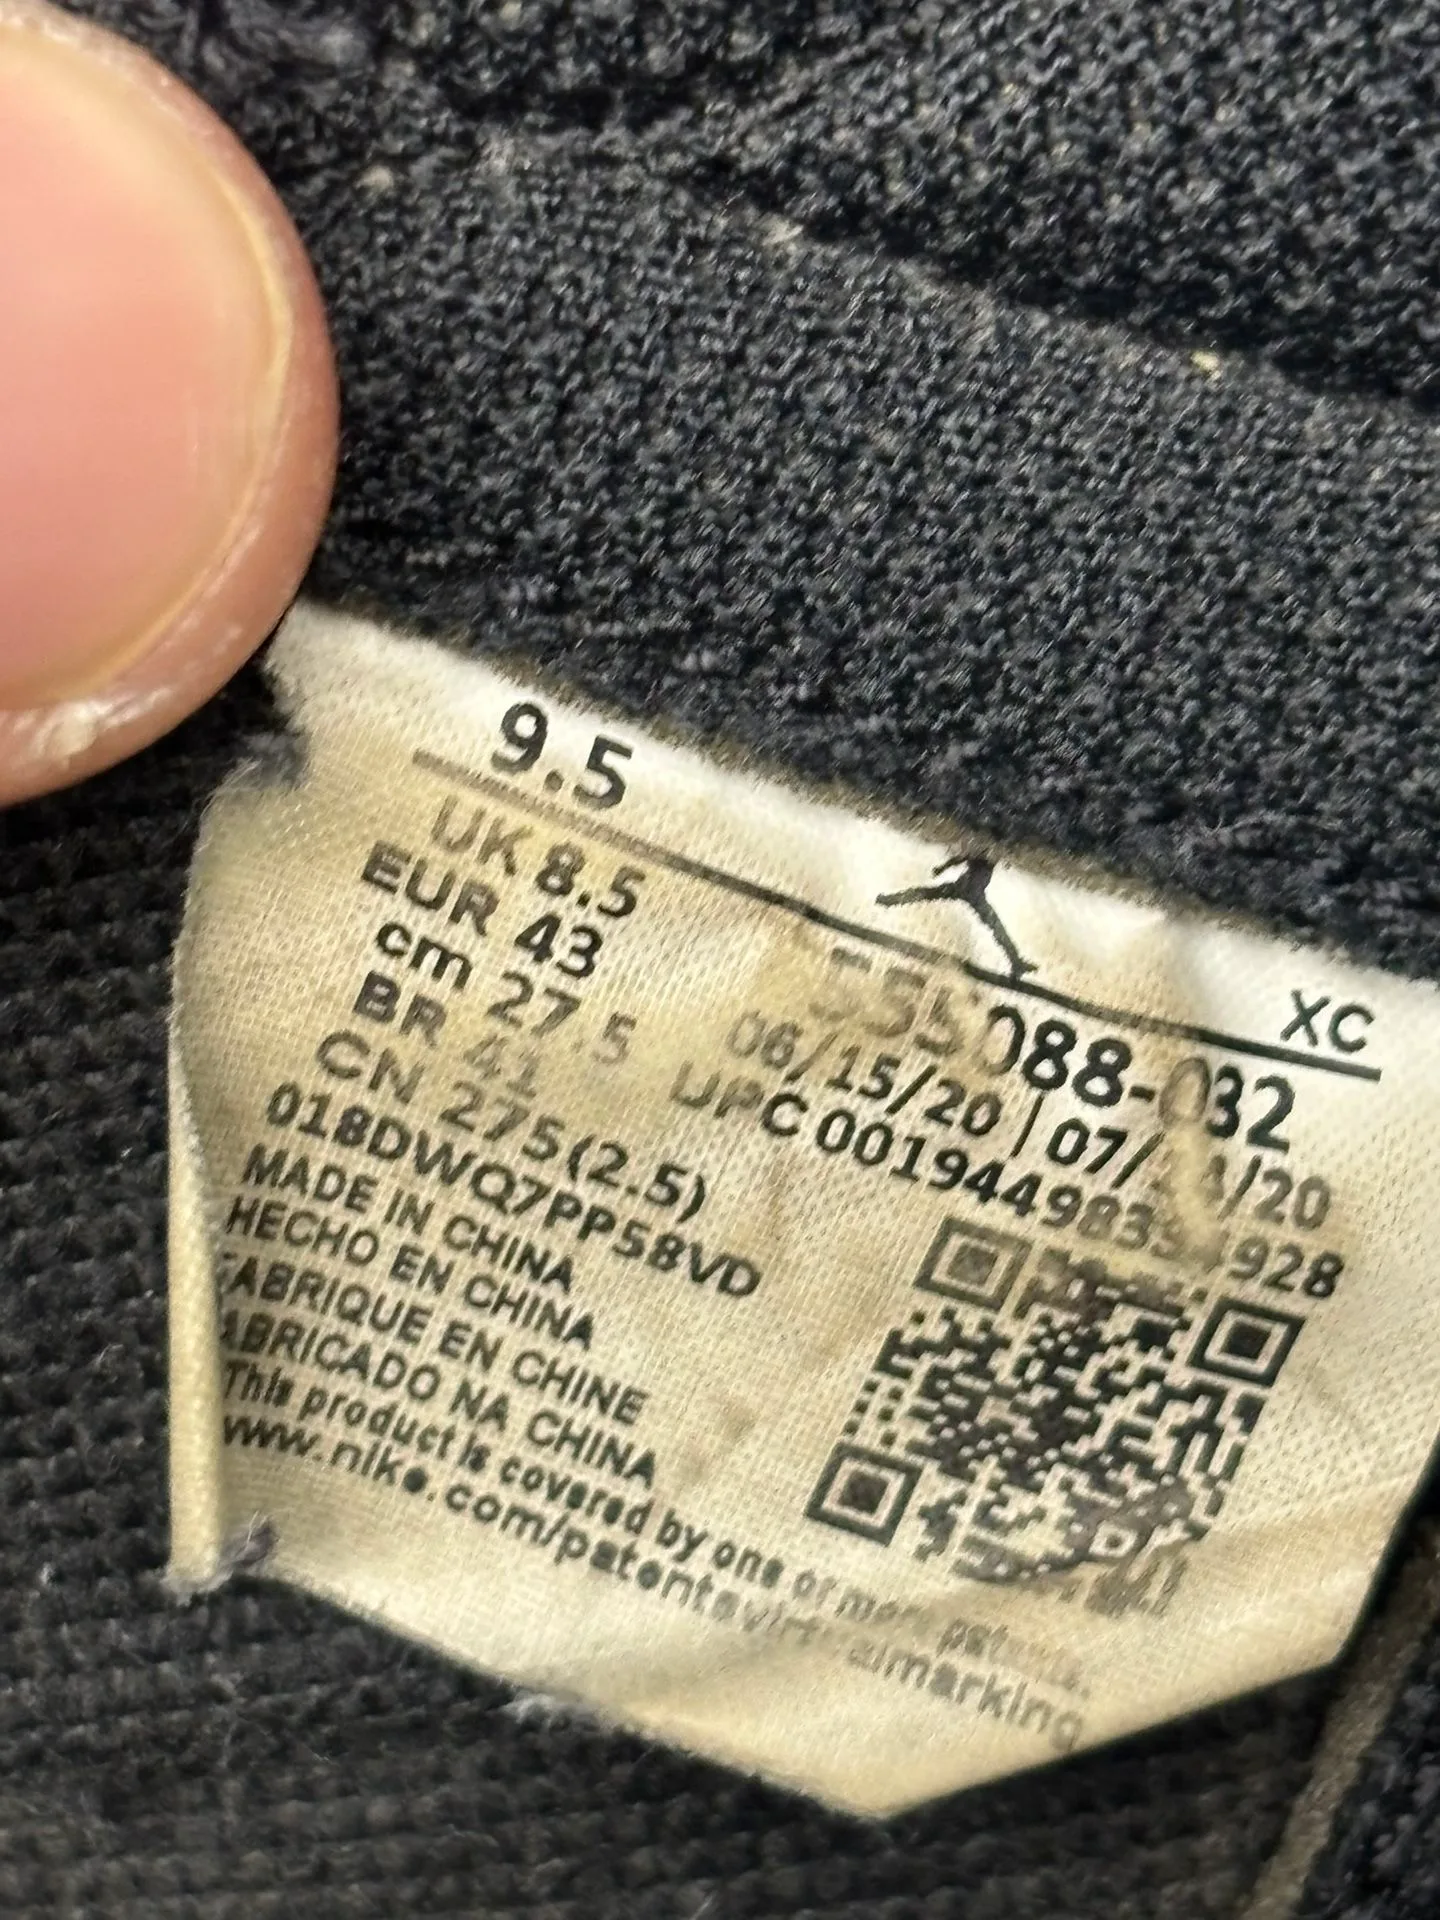 9.5
XC
UK 8.5
EUR 43
cm 27.5
BR 41
CN 275(2.5)
018DWQ7PP58VD
06/15/20 |
UPC
MADE IN CHINA
HECHO EN CHINA
FABRIQUE EN CHINE
FABRICADO NA CHINA
This product is covered by one or more patents.
www.nike.com/patentsvirtualmarking